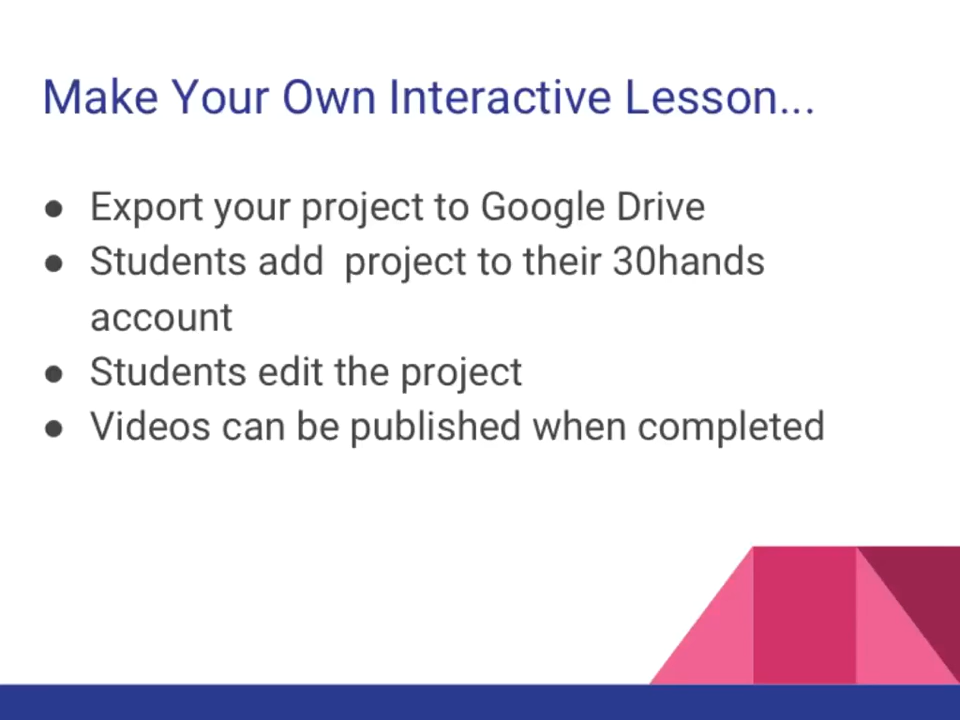 Make Your Own Interactive Lesson...
● Export your project to Google Drive
● Students add  project to their 30hands
account
● Students edit the project
● Videos can be published when completed